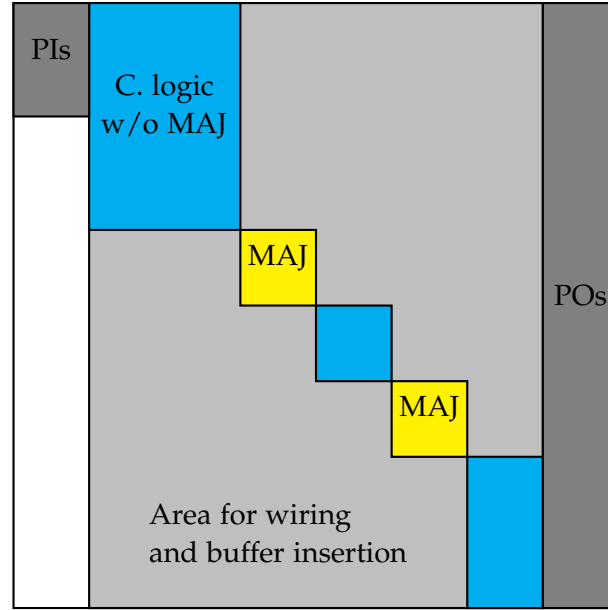 PIs
C. logic
w/o MAJ
MAJ
POs
MAJ
Area for wiring
and buffer insertion